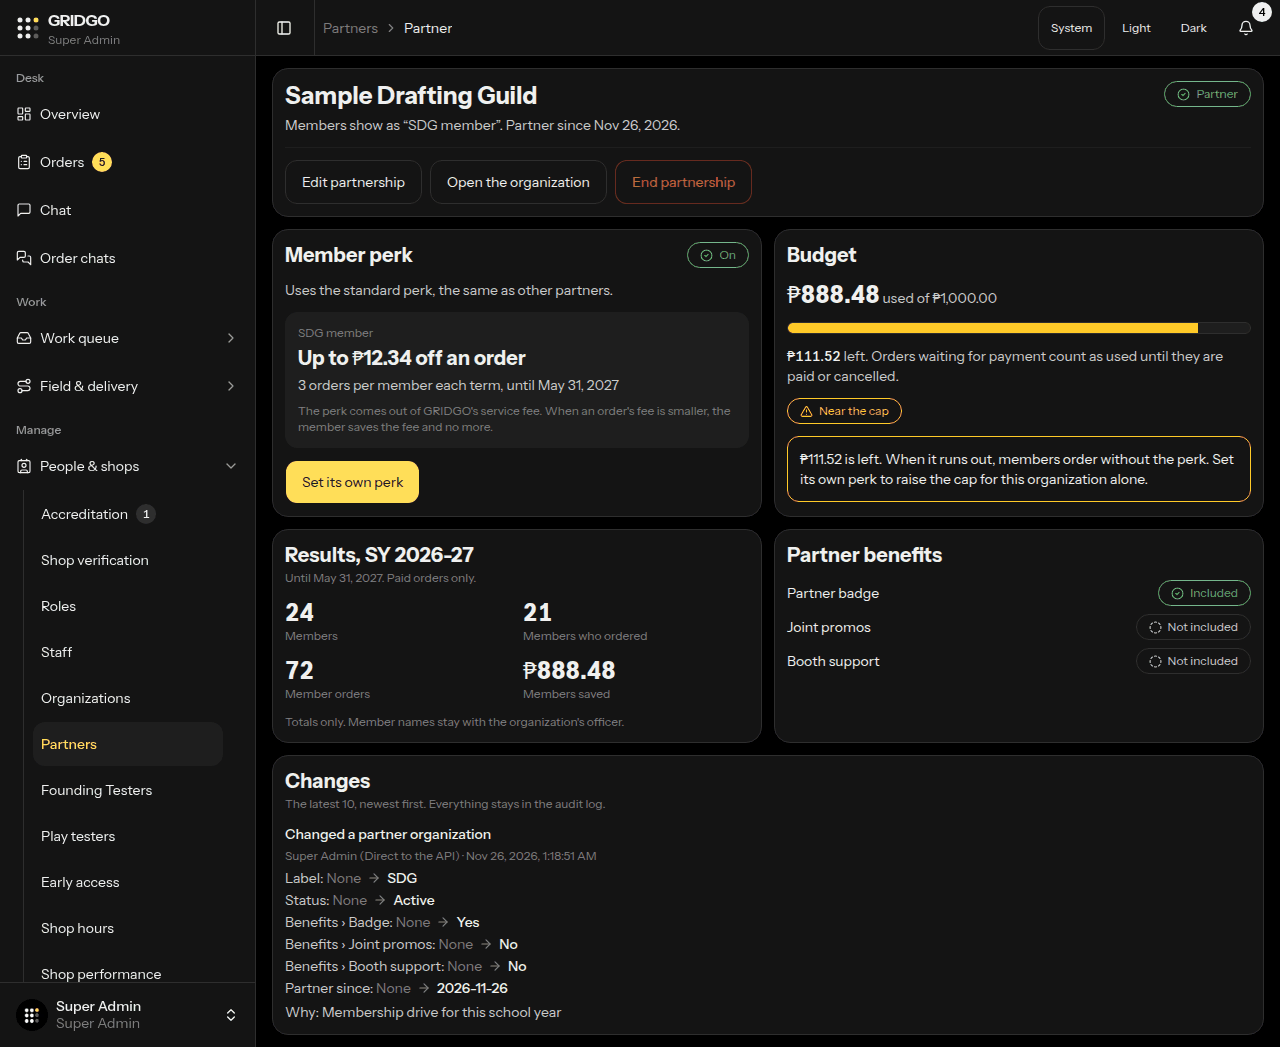 GRIDGO
Super Admin
Partners > Partner
System
Light
Dark
4
Desk
Overview
Orders 5
Chat
Order chats
Work
Work queue
Field & delivery
Manage
People & shops
Accreditation 1
Shop verification
Roles
Staff
Organizations
Partners
Founding Testers
Play testers
Early access
Shop hours
Shop performance
Super Admin
Super Admin
Sample Drafting Guild
Partner
Members show as “SDG member”. Partner since Nov 26, 2026.
Edit partnership
Open the organization
End partnership
Member perk
On
Uses the standard perk, the same as other partners.
SDG member
Up to ₱12.34 off an order
3 orders per member each term, until May 31, 2027
The perk comes out of GRIDGO's service fee. When an order's fee is smaller, the
member saves the fee and no more.
Set its own perk
Budget
₱888.48 used of ₱1,000.00
₱111.52 left. Orders waiting for payment count as used until they are
paid or cancelled.
Near the cap
₱111.52 is left. When it runs out, members order without the perk. Set
its own perk to raise the cap for this organization alone.
Results, SY 2026-27
Until May 31, 2027. Paid orders only.
24
Members
21
Members who ordered
72
Member orders
₱888.48
Members saved
Totals only. Member names stay with the organization's officer.
Partner benefits
Partner badge
Included
Joint promos
Not included
Booth support
Not included
Changes
The latest 10, newest first. Everything stays in the audit log.
Changed a partner organization
Super Admin (Direct to the API) · Nov 26, 2026, 1:18:51 AM
Label: None → SDG
Status: None → Active
Benefits › Badge: None → Yes
Benefits › Joint promos: None → No
Benefits › Booth support: None → No
Partner since: None → 2026-11-26
Why: Membership drive for this school year